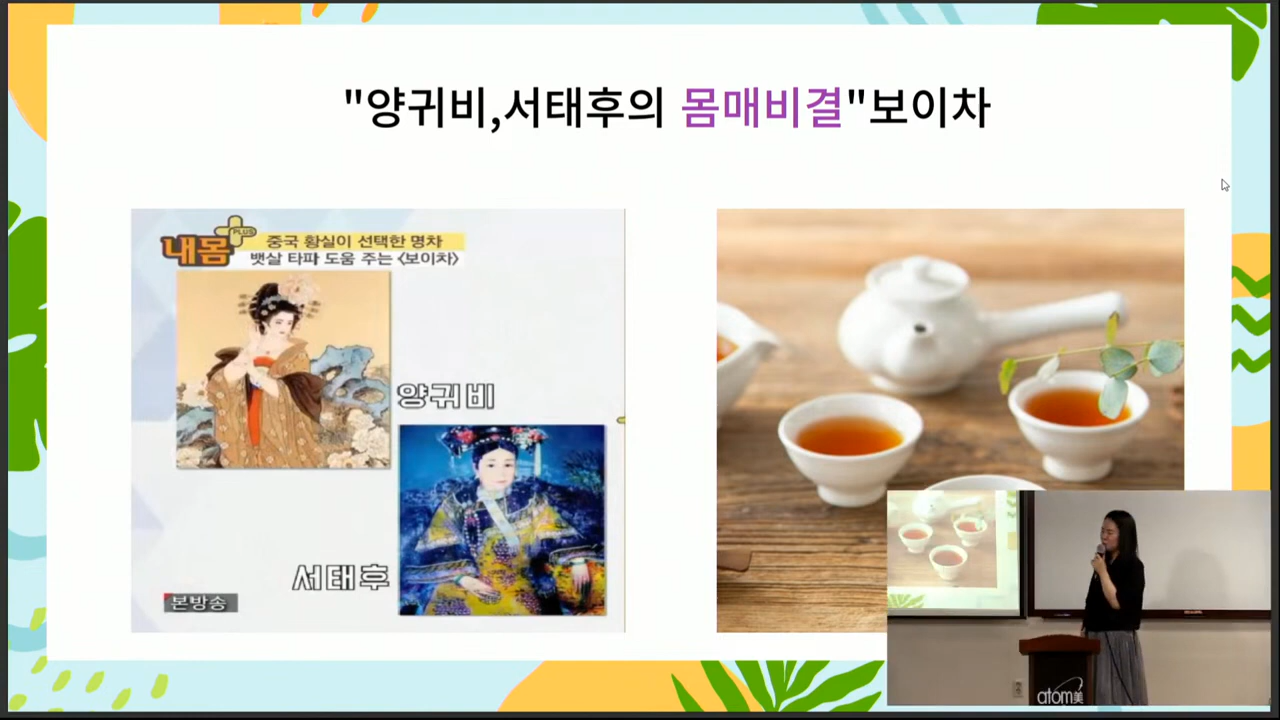 "양귀비,서태후의 몸매비결"보이차
내몸
PLUS
중국 황실이 선택한 명차
뱃살 타파 도움 주는 <보이차>
양귀비
서태후
본방송
atom美